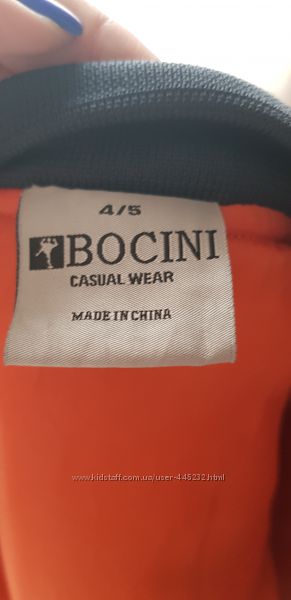 4/5
BOCINI
CASUAL WEAR
MADE IN CHINA
www.kidstaff.com.ua/user-445232.html